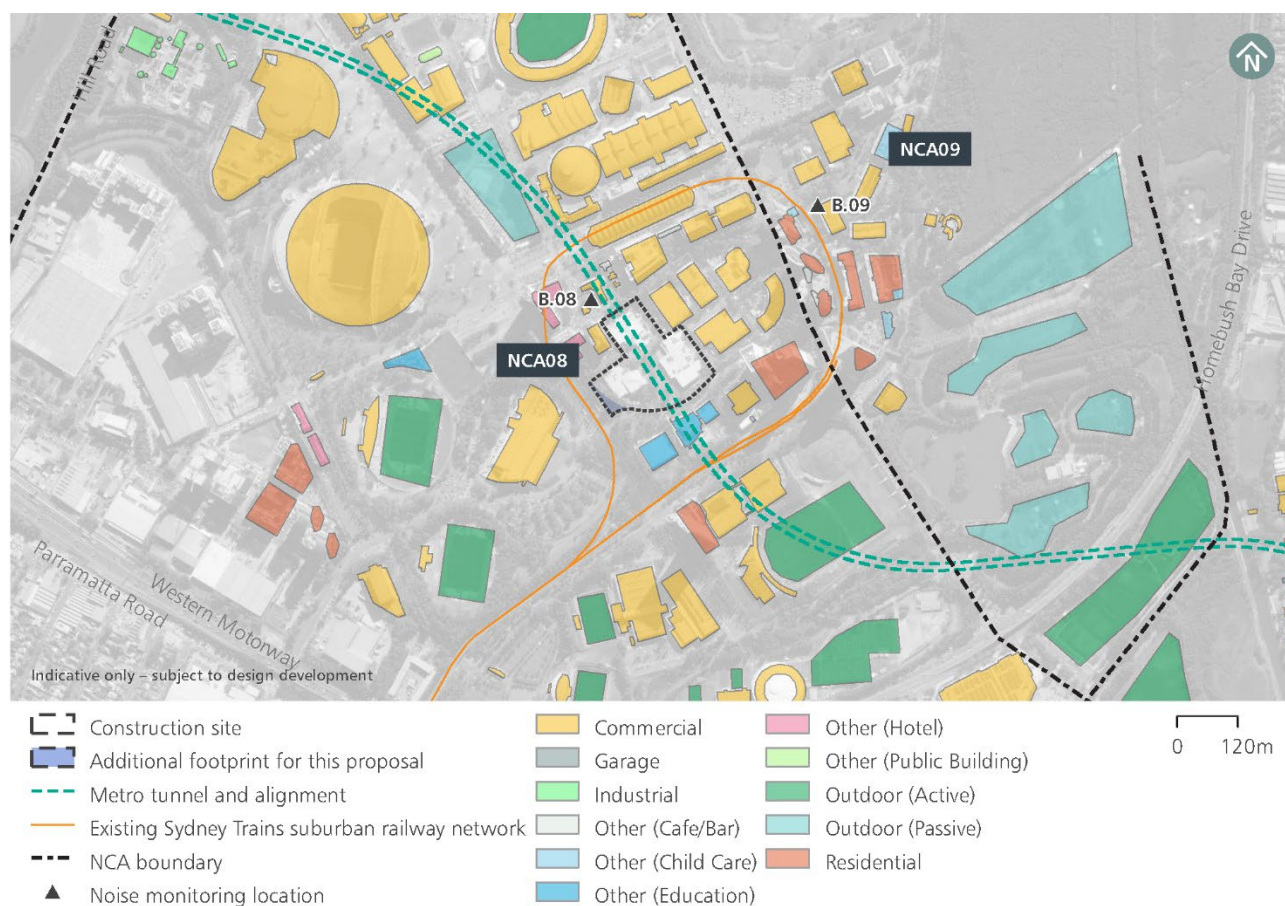 N
Hill Road
NCA09
B.09
B.08
NCA08
Homebush Bay Drive
Parramatta Road
Western Motorway
Indicative only – subject to design development
Construction site
Additional footprint for this proposal
Metro tunnel and alignment
Existing Sydney Trains suburban railway network
NCA boundary
Noise monitoring location
Commercial
Garage
Industrial
Other (Cafe/Bar)
Other (Child Care)
Other (Education)
Other (Hotel)
Other (Public Building)
Outdoor (Active)
Outdoor (Passive)
Residential
0 120m